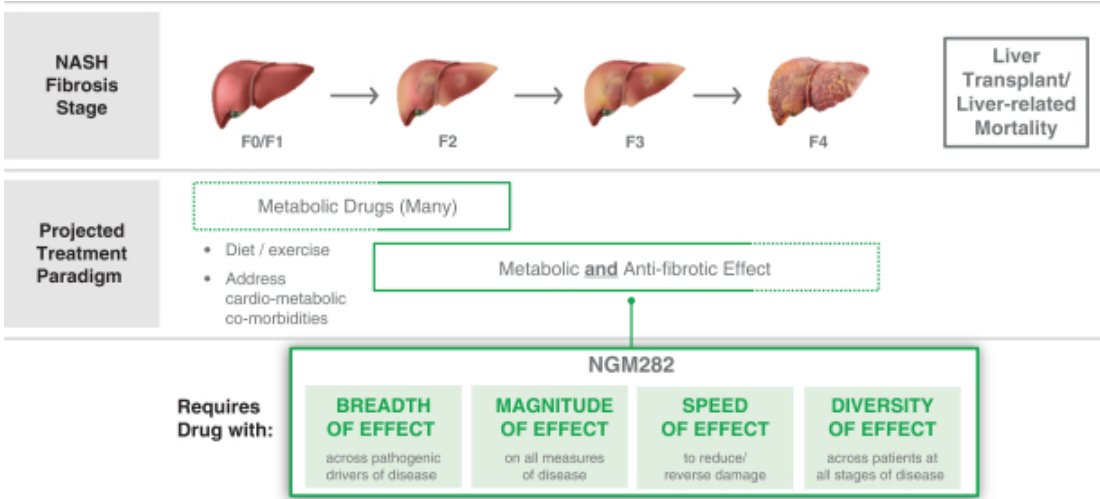 NASH
Fibrosis
Stage
F0/F1
F2
F3
F4
Liver
Transplant/
Liver-related
Mortality
Projected
Treatment
Paradigm
Metabolic Drugs (Many)
• Diet / exercise
• Address
cardio-metabolic
co-morbidities
Metabolic and Anti-fibrotic Effect
Requires
Drug with:
NGM282
BREADTH
OF EFFECT
across pathogenic
drivers of disease
MAGNITUDE
OF EFFECT
on all measures
of disease
SPEED
OF EFFECT
to reduce/
reverse damage
DIVERSITY
OF EFFECT
across patients at
all stages of disease